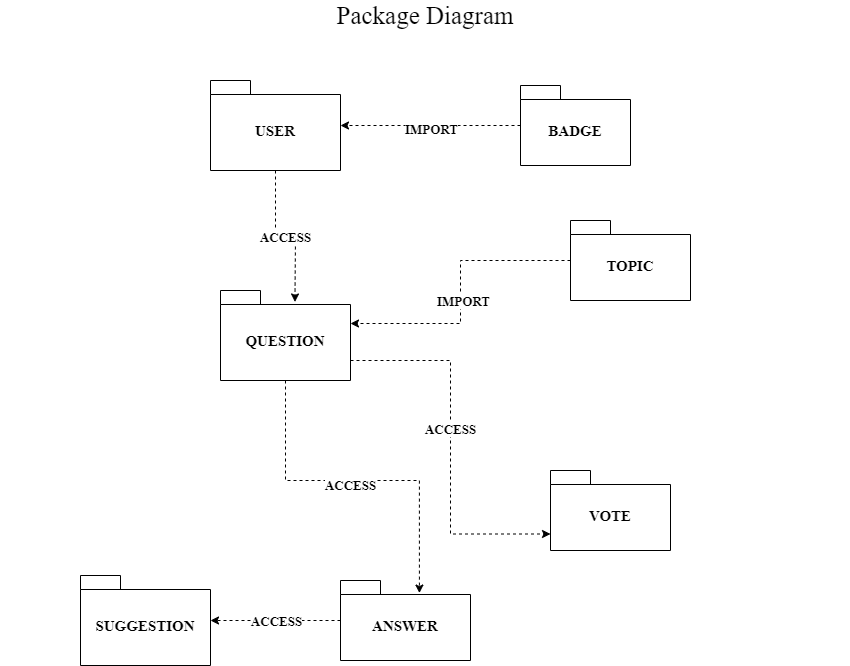 Package Diagram
USER
IMPORT
BADGE
ACCESS
TOPIC
IMPORT
QUESTION
ACCESS
ACCESS
VOTE
SUGGESTION
ACCESS
ANSWER